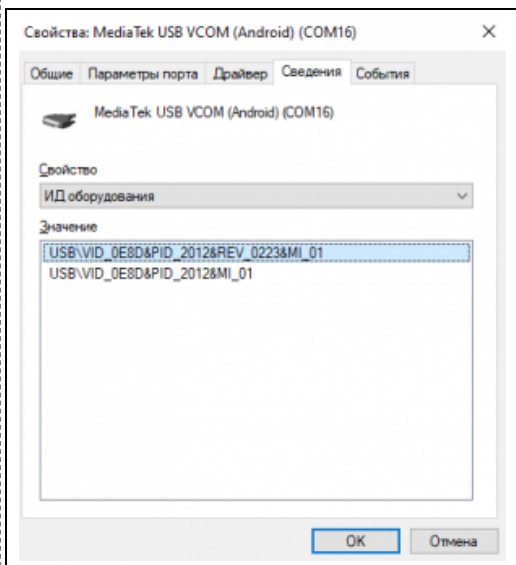 Свойства: MediaTek USB VCOM (Android) (COM16)
Общие Параметры порта Драйвер Сведения События
MediaTek USB VCOM (Android) (COM16)
Свойство
ИД оборудования
Значение
USB\VID_0E8D&PID_2012&REV_0223&MI_01
USB\VID_0E8D&PID_2012&MI_01
OK Отмена